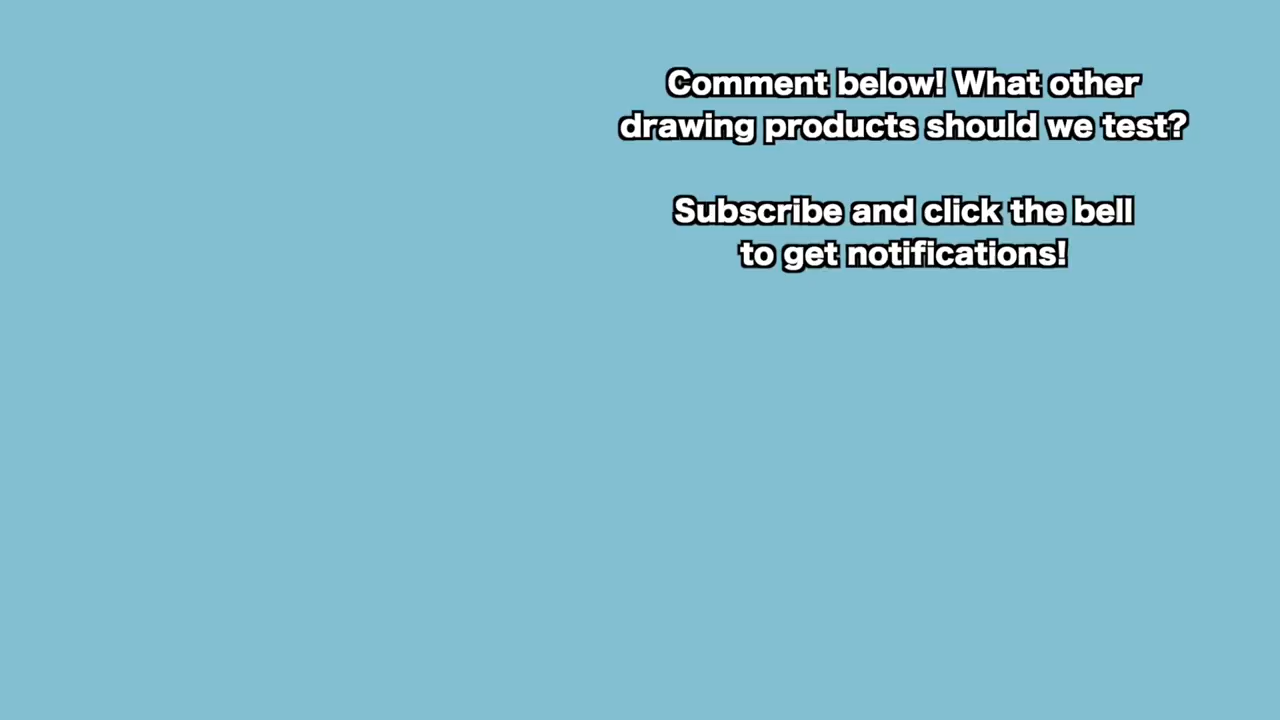 Comment below! What other
drawing products should we test?
Subscribe and click the bell
to get notifications!